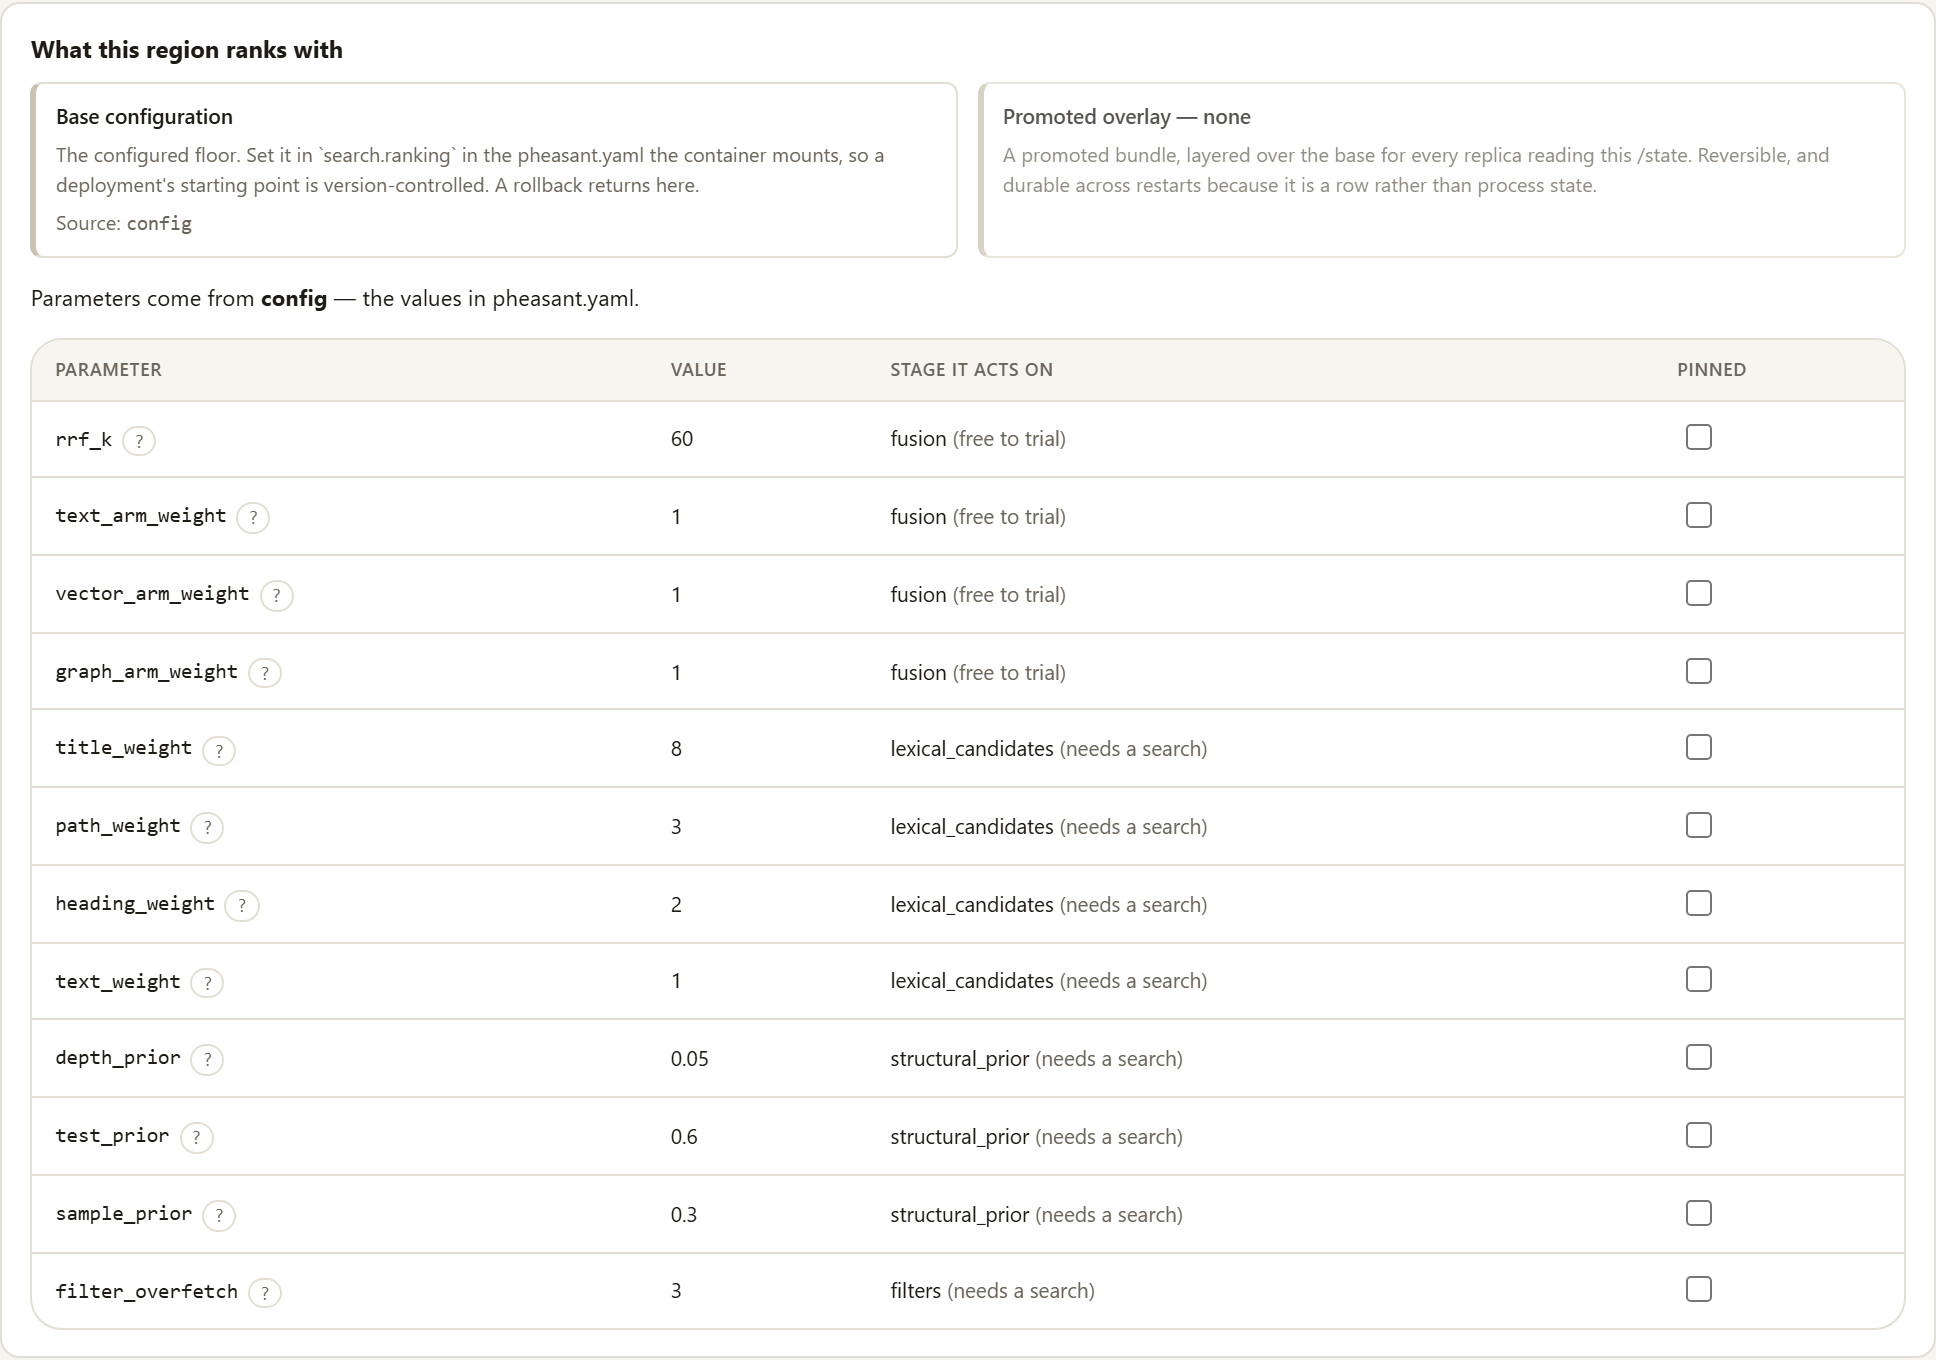 What this region ranks with
Base configuration
The configured floor. Set it in `search.ranking` in the pheasant.yaml the container mounts, so a
deployment's starting point is version-controlled. A rollback returns here.
Source: config
Promoted overlay — none
A promoted bundle, layered over the base for every replica reading this /state. Reversible, and
durable across restarts because it is a row rather than process state.
Parameters come from config — the values in pheasant.yaml.
PARAMETER VALUE STAGE IT ACTS ON PINNED
rrf_k ? 60 fusion (free to trial)
text_arm_weight ? 1 fusion (free to trial)
vector_arm_weight ? 1 fusion (free to trial)
graph_arm_weight ? 1 fusion (free to trial)
title_weight ? 8 lexical_candidates (needs a search)
path_weight ? 3 lexical_candidates (needs a search)
heading_weight ? 2 lexical_candidates (needs a search)
text_weight ? 1 lexical_candidates (needs a search)
depth_prior ? 0.05 structural_prior (needs a search)
test_prior ? 0.6 structural_prior (needs a search)
sample_prior ? 0.3 structural_prior (needs a search)
filter_overfetch ? 3 filters (needs a search)